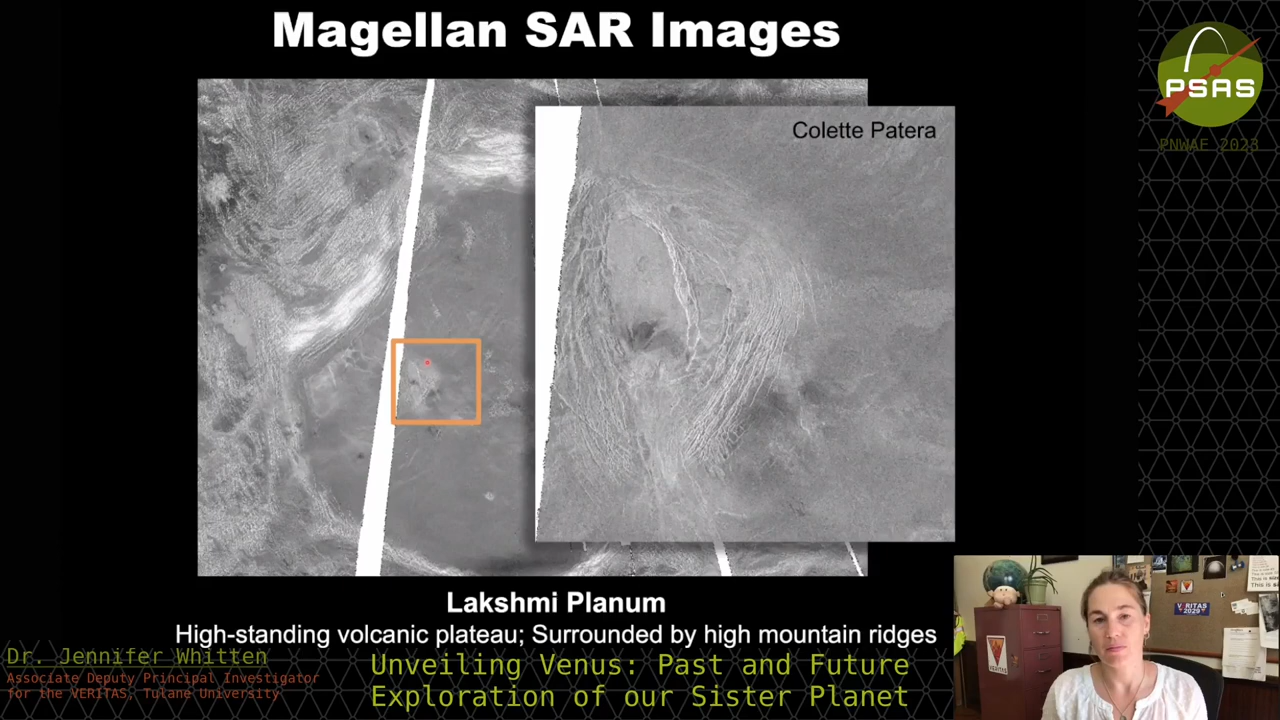 Magellan SAR Images
Colette Patera
PSAS
PNWAE 2023
Lakshmi Planum
High-standing volcanic plateau; Surrounded by high mountain ridges
Dr. Jennifer Whitten
Associate Deputy Principal Investigator
for the VERITAS, Tulane University
Unveiling Venus: Past and Future
Exploration of our Sister Planet
VERITAS
2029